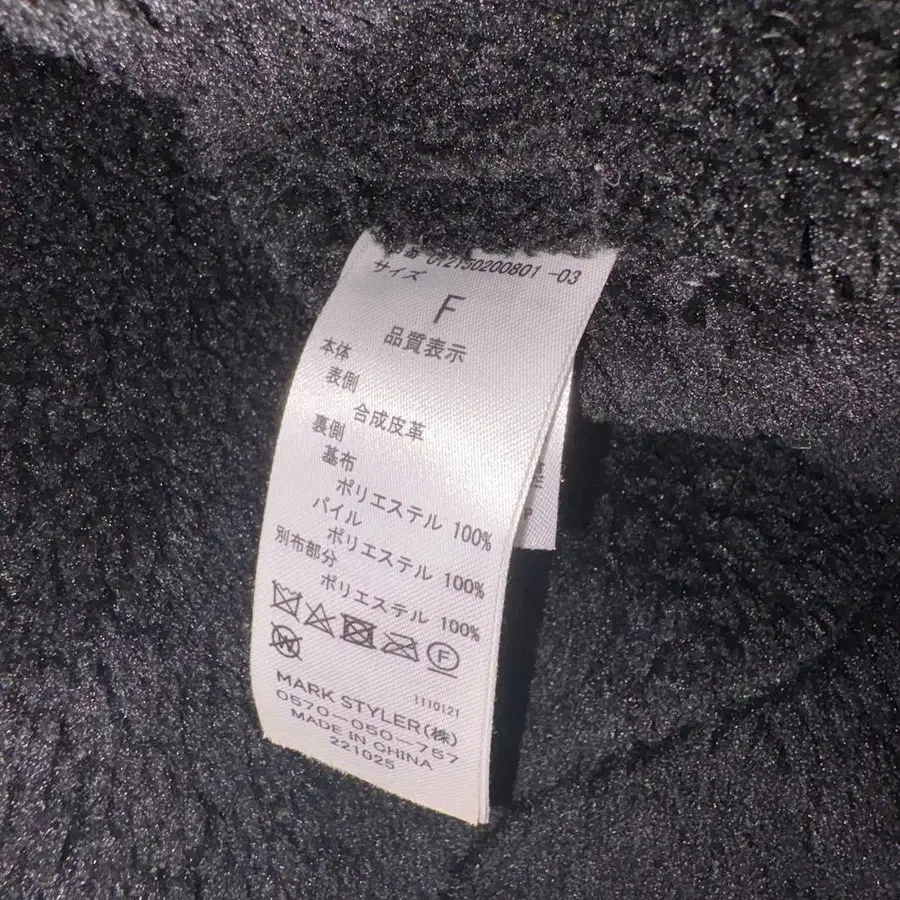 012150200801 -03
サイズ
F
品質表示
本体
表側
合成皮革
裏側
基布
ポリエステル 100%
パイル
ポリエステル 100%
別布部分
ポリエステル 100%
F
W
1110121
MARK STYLER(株)
0570-050-757
MADE IN CHINA
221025
P